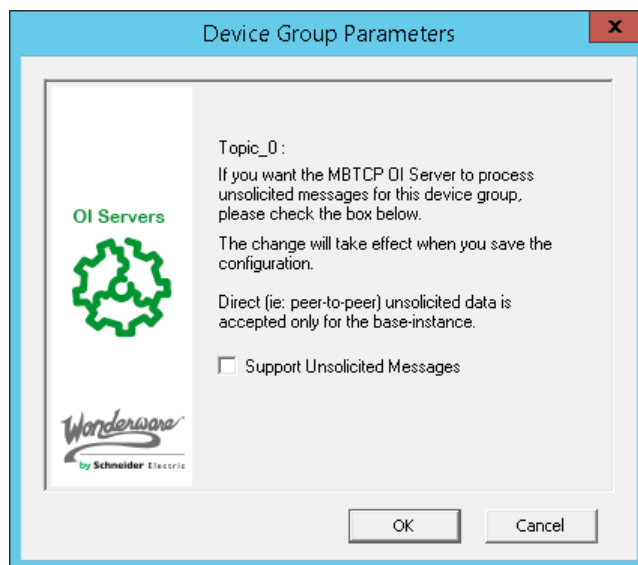 Device Group Parameters
x
Topic_0 :
If you want the MBTCP OI Server to process
unsolicited messages for this device group,
please check the box below.
The change will take effect when you save the
configuration.
Direct (ie: peer-to-peer) unsolicited data is
accepted only for the base-instance.
Support Unsolicited Messages
OI Servers
Wonderware
by Schneider Electric
OK
Cancel